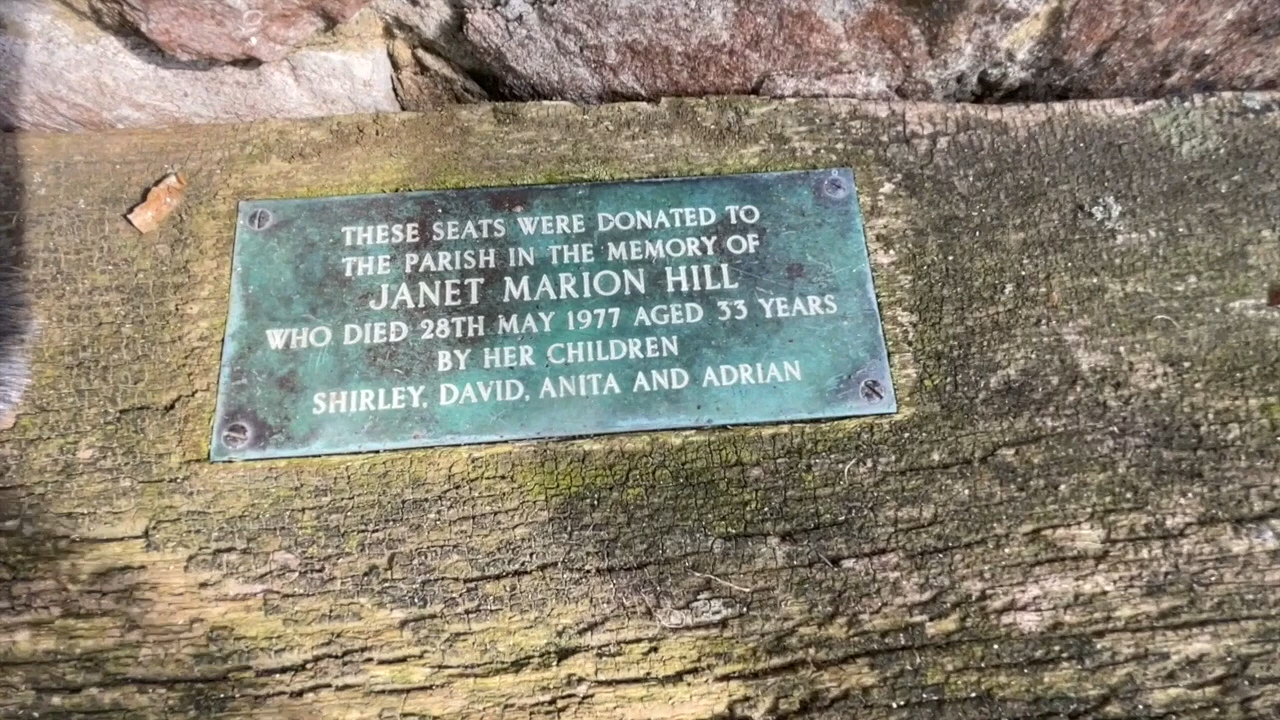 THESE SEATS WERE DONATED TO
THE PARISH IN THE MEMORY OF
JANET MARION HILL
WHO DIED 28TH MAY 1977 AGED 33 YEARS
BY HER CHILDREN
SHIRLEY, DAVID, ANITA AND ADRIAN